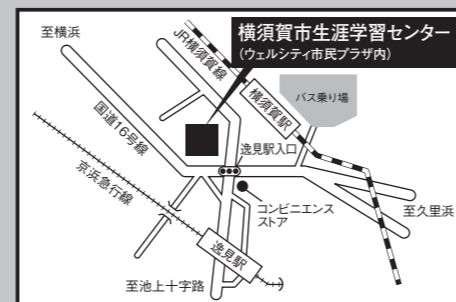 横須賀市生涯学習センター
(ウェルシティ市民プラザ内)
至横浜
JR横須賀線
横須賀駅
バス乗り場
国道16号線
逸見駅入口
京浜急行線
コンビニエンス
ストア
至久里浜
逸見駅
至池上十字路